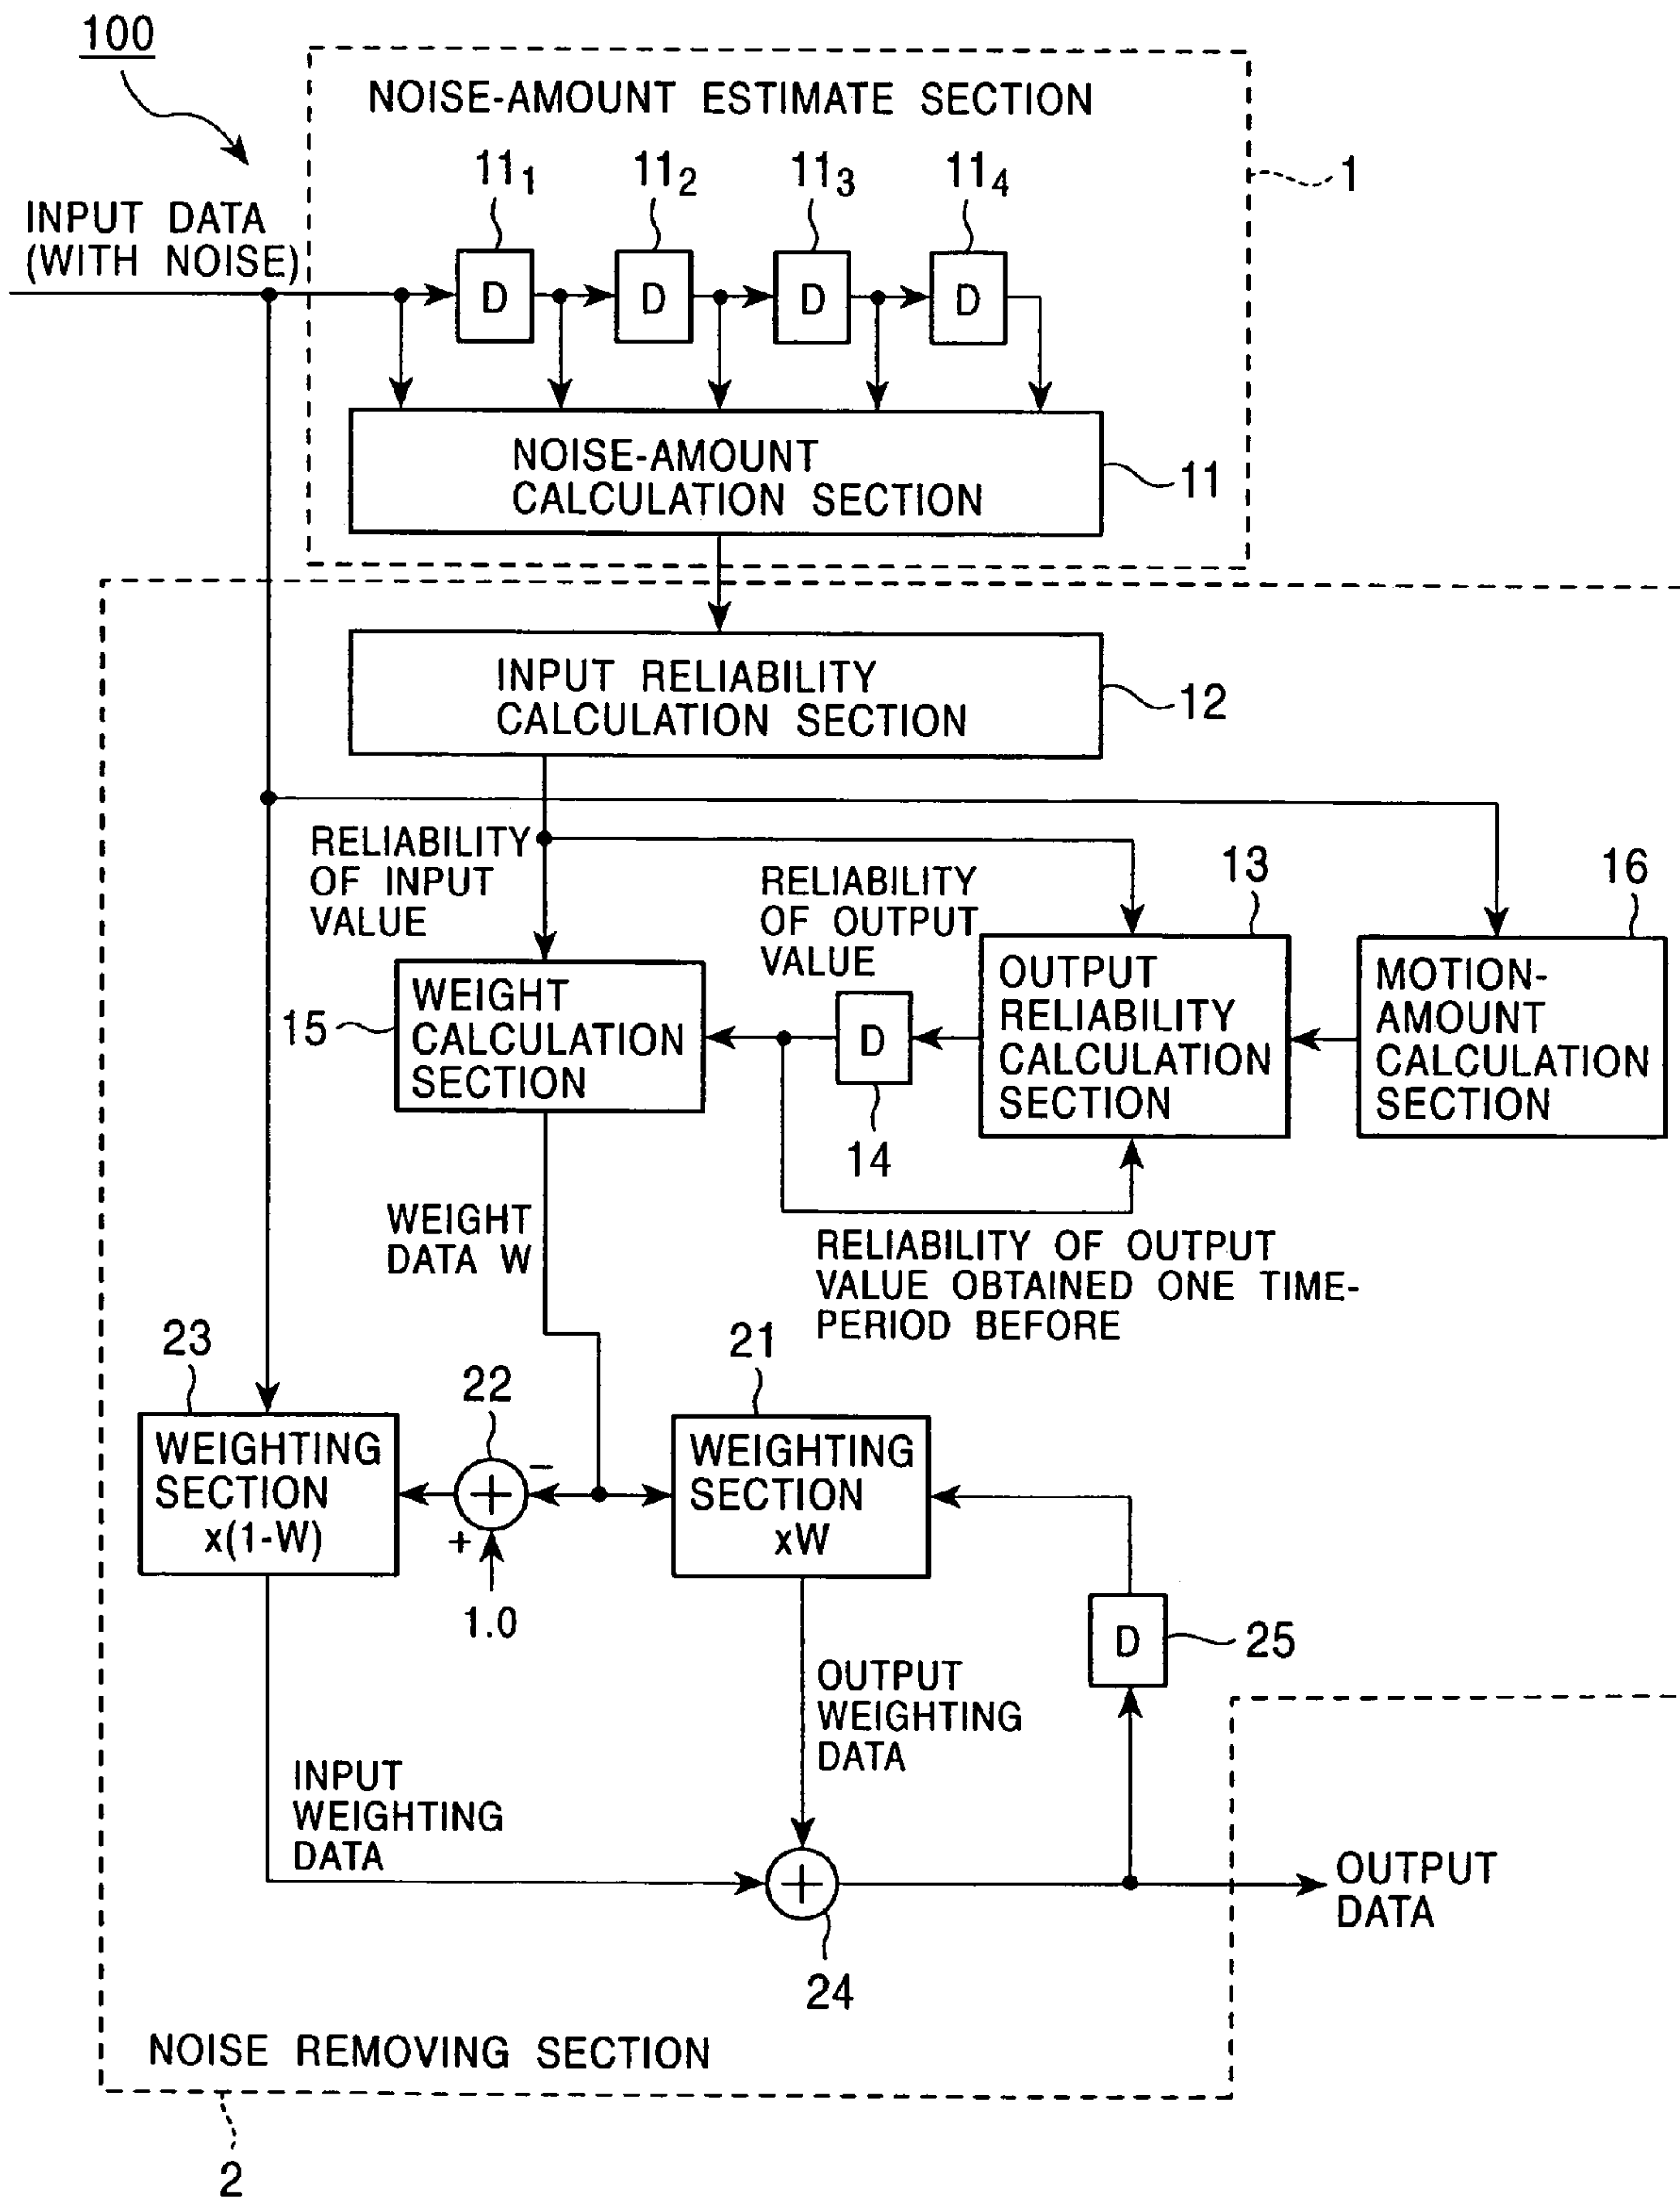 100
NOISE-AMOUNT ESTIMATE SECTION
11₁ 11₂ 11₃ 11₄
1
INPUT DATA
(WITH NOISE)
D D D D
NOISE-AMOUNT
CALCULATION SECTION
11
INPUT RELIABILITY
CALCULATION SECTION
12
RELIABILITY
OF INPUT
VALUE
RELIABILITY
OF OUTPUT
VALUE
13
16
15
WEIGHT
CALCULATION
SECTION
D
14
OUTPUT
RELIABILITY
CALCULATION
SECTION
MOTION-
AMOUNT
CALCULATION
SECTION
WEIGHT
DATA W
RELIABILITY OF OUTPUT
VALUE OBTAINED ONE TIME-
PERIOD BEFORE
23
22
21
WEIGHTING
SECTION
x(1-W)
−
+
+
1.0
WEIGHTING
SECTION
xW
D
25
OUTPUT
WEIGHTING
DATA
INPUT
WEIGHTING
DATA
+
24
OUTPUT
DATA
NOISE REMOVING SECTION
2